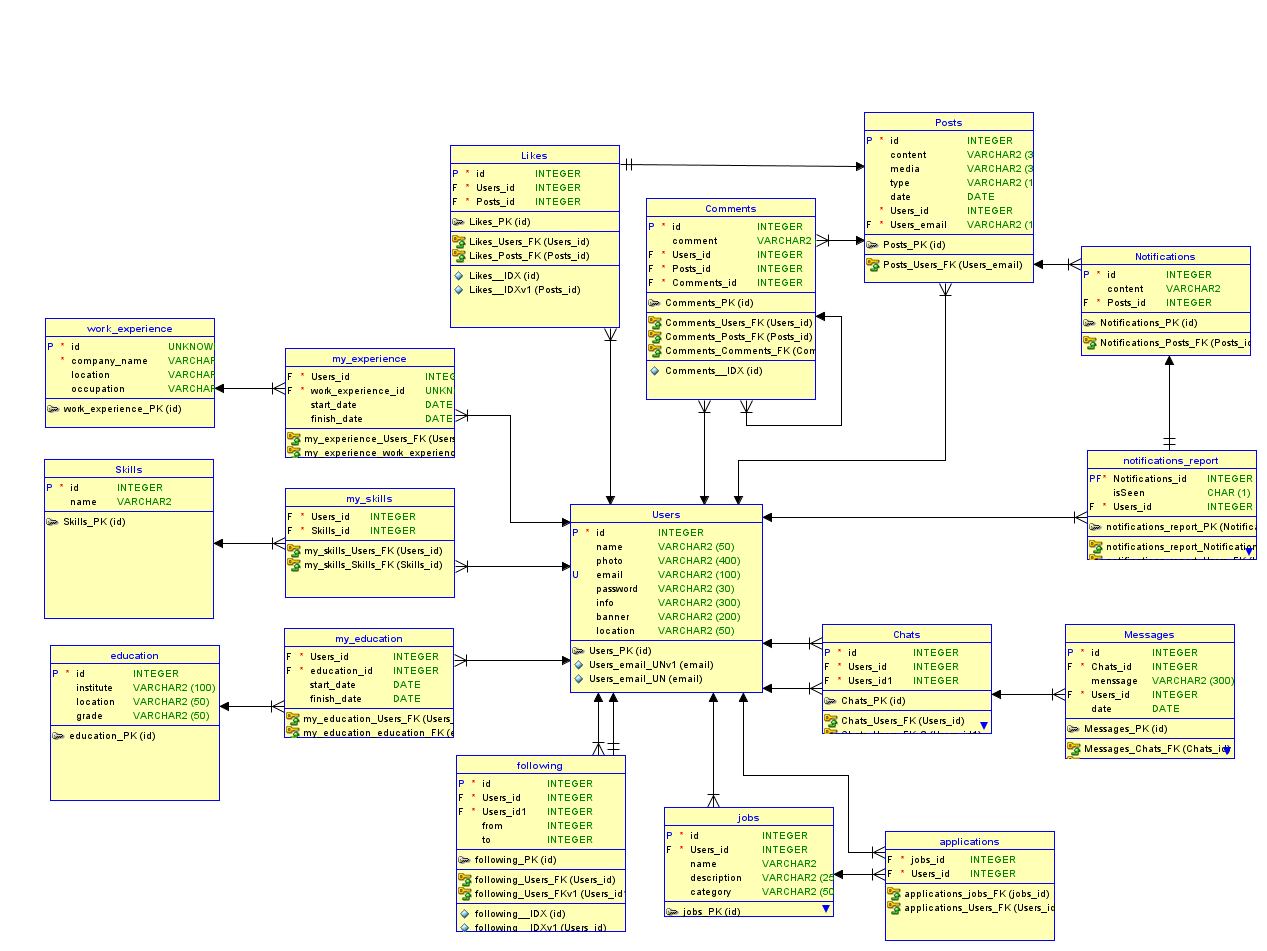 Posts
P * id INTEGER
content VARCHAR2 (3
media VARCHAR2 (3
type VARCHAR2 (1
date DATE
* Users_id INTEGER
F * Users_email VARCHAR2 (1
Posts_PK (id)
Posts_Users_FK (Users_email)
Likes
P * id INTEGER
F * Users_id INTEGER
F * Posts_id INTEGER
Likes_PK (id)
Likes_Users_FK (Users_id)
Likes_Posts_FK (Posts_id)
Likes__IDX (id)
Likes__IDXv1 (Posts_id)
Comments
P * id INTEGER
comment VARCHAR2
F * Users_id INTEGER
F * Posts_id INTEGER
F * Comments_id INTEGER
Comments_PK (id)
Comments_Users_FK (Users_id)
Comments_Posts_FK (Posts_id)
Comments_Comments_FK (Com
Comments__IDX (id)
Notifications
P * id INTEGER
content VARCHAR2
F * Posts_id INTEGER
Notifications_PK (id)
Notifications_Posts_FK (Posts_id
work_experience
P * id UNKNOW
* company_name VARCHAR
location VARCHAR
occupation VARCHAR
work_experience_PK (id)
my_experience
F * Users_id INTEG
F * work_experience_id UNKN
start_date DATE
finish_date DATE
my_experience_Users_FK (Users
my_experience_work_experienc
notifications_report
PF* Notifications_id INTEGER
isSeen CHAR (1)
F * Users_id INTEGER
notifications_report_PK (Notifica
notifications_report_Notification
Skills
P * id INTEGER
name VARCHAR2
Skills_PK (id)
my_skills
F * Users_id INTEGER
F * Skills_id INTEGER
my_skills_Users_FK (Users_id)
my_skills_Skills_FK (Skills_id)
Users
P * id INTEGER
name VARCHAR2 (50)
photo VARCHAR2 (400)
U email VARCHAR2 (100)
password VARCHAR2 (30)
info VARCHAR2 (300)
banner VARCHAR2 (200)
location VARCHAR2 (50)
Users_PK (id)
Users_email_UNv1 (email)
Users_email_UN (email)
education
P * id INTEGER
institute VARCHAR2 (100)
location VARCHAR2 (50)
grade VARCHAR2 (50)
education_PK (id)
my_education
F * Users_id INTEGER
F * education_id INTEGER
start_date DATE
finish_date DATE
my_education_Users_FK (Users_
my_education_education_FK (e
Chats
P * id INTEGER
F * Users_id INTEGER
F * Users_id1 INTEGER
Chats_PK (id)
Chats_Users_FK (Users_id)
Messages
P * id INTEGER
F * Chats_id INTEGER
menssage VARCHAR2 (300)
F * Users_id INTEGER
date DATE
Messages_PK (id)
Messages_Chats_FK (Chats_id)
following
P * id INTEGER
F * Users_id INTEGER
F * Users_id1 INTEGER
from INTEGER
to INTEGER
following_PK (id)
following_Users_FK (Users_id)
following_Users_FKv1 (Users_id
following__IDX (id)
following__IDXv1 (Users_id)
jobs
P * id INTEGER
F * Users_id INTEGER
name VARCHAR2
description VARCHAR2 (25
category VARCHAR2 (50
jobs_PK (id)
applications
F * jobs_id INTEGER
F * Users_id INTEGER
applications_jobs_FK (jobs_id)
applications_Users_FK (Users_id